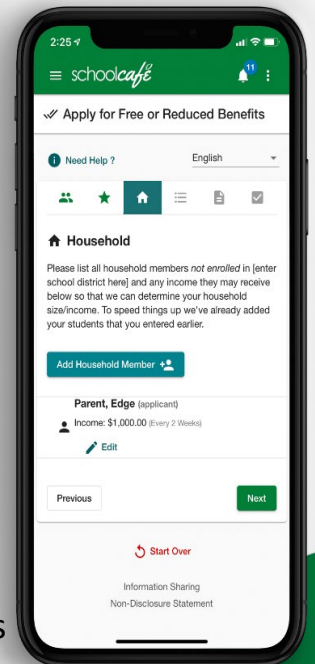 2:25
schoolcafé
11
Apply for Free or Reduced Benefits
Need Help ?
English
Household
Please list all household members not enrolled in [enter
school district here] and any income they may receive
below so that we can determine your household
size/income. To speed things up we've already added
your students that you entered earlier.
Add Household Member
Parent, Edge (applicant)
Income: $1,000.00 (Every 2 Weeks)
Edit
Previous
Next
Start Over
Information Sharing
Non-Disclosure Statement
s